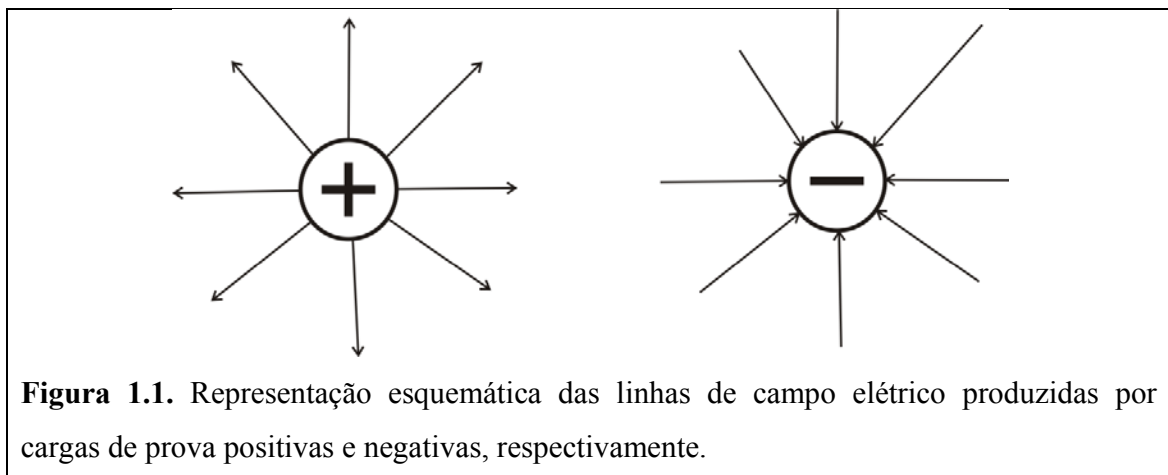 + −
Figura 1.1. Representação esquemática das linhas de campo elétrico produzidas por
cargas de prova positivas e negativas, respectivamente.